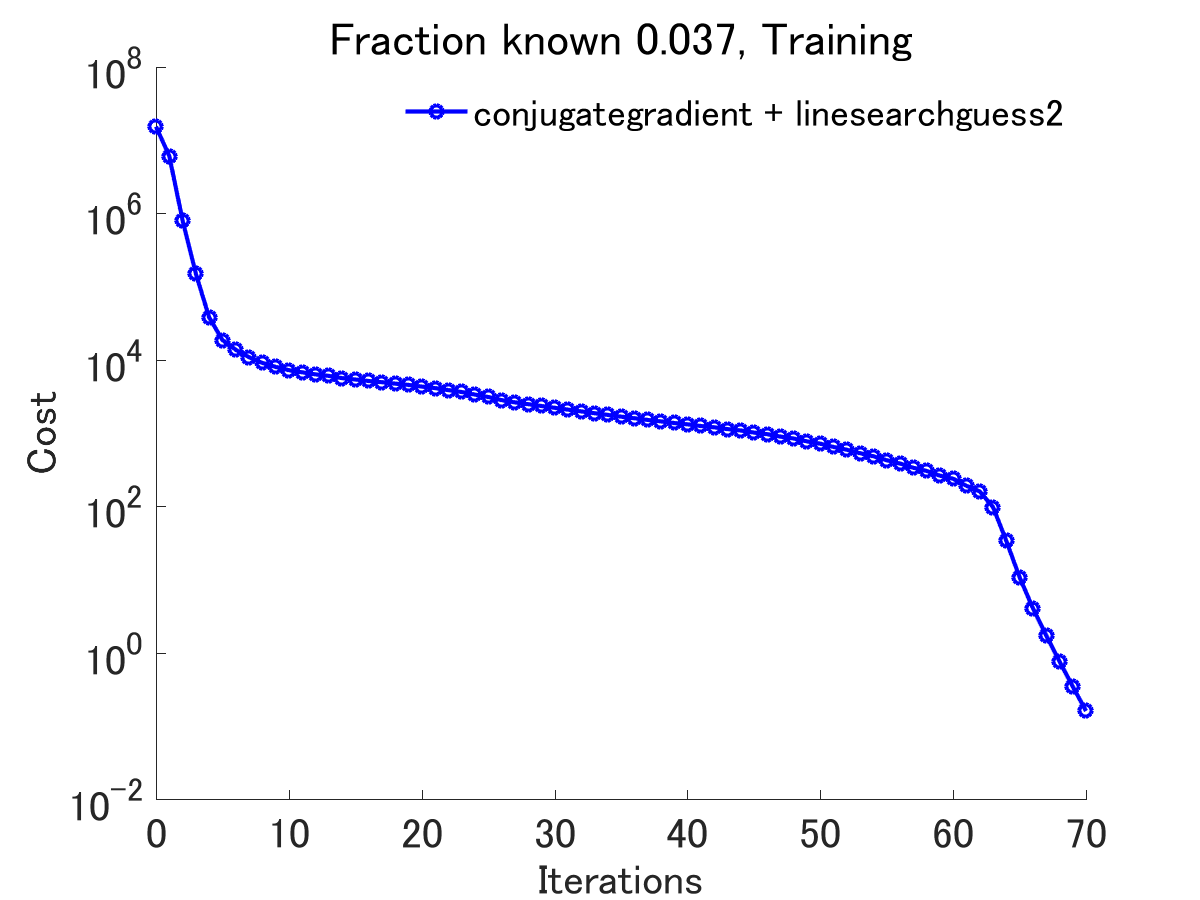 Fraction known 0.037, Training
conjugategradient + linesearchguess2
10^8
10^6
10^4
10^2
10^0
10^-2
Cost
0 10 20 30 40 50 60 70
Iterations